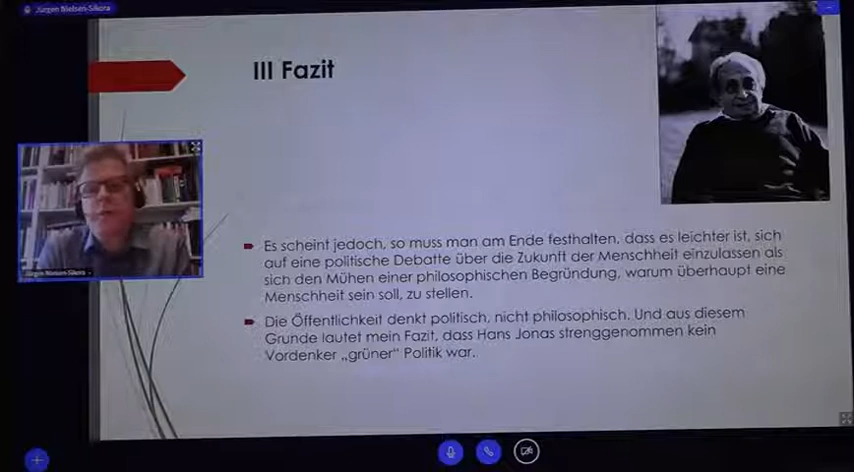 Jürgen Nielsen-Sikora
III Fazit
Jürgen Nielsen-Sikora
Es scheint jedoch, so muss man am Ende festhalten, dass es leichter ist, sich
auf eine politische Debatte über die Zukunft der Menschheit einzulassen als
sich den Mühen einer philosophischen Begründung, warum überhaupt eine
Menschheit sein soll, zu stellen.
Die Öffentlichkeit denkt politisch, nicht philosophisch. Und aus diesem
Grunde lautet mein Fazit, dass Hans Jonas strenggenommen kein
Vordenker „grüner“ Politik war.